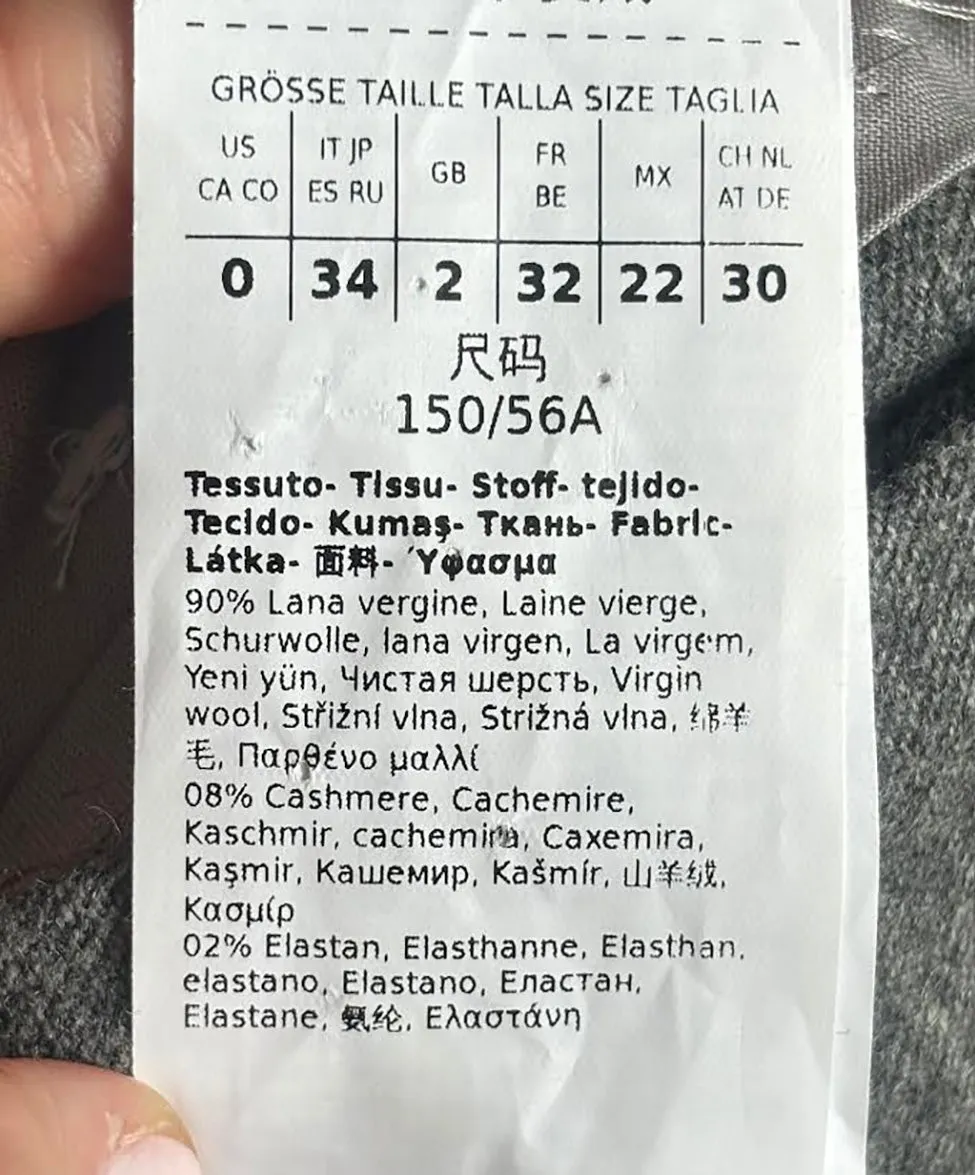 GRÖSSE TAILLE TALLA SIZE TAGLIA
US IT JP GB FR MX CH NL
CA CO ES RU BE AT DE
0 34 2 32 22 30
尺码
150/56A
Tessuto- Tissu- Stoff- tejido-
Tecido- Kumaş- Ткань- Fabric-
Látka- 面料- Ύφασμα
90% Lana vergine, Laine vierge,
Schurwolle, lana virgen, La virgem,
Yeni yün, Чистая шерсть, Virgin
wool, Střižní vlna, Strižná vlna, 绵羊
毛, Παρθένο μαλλί
08% Cashmere, Cachemire,
Kaschmir, cachemira, Caxemira,
Kaşmir, Кашемир, Kašmír, 山羊绒,
Κασμίρ
02% Elastan, Elasthanne, Elasthan,
elastano, Elastano, Еластан,
Elastane, 氨纶, Ελαστάνη